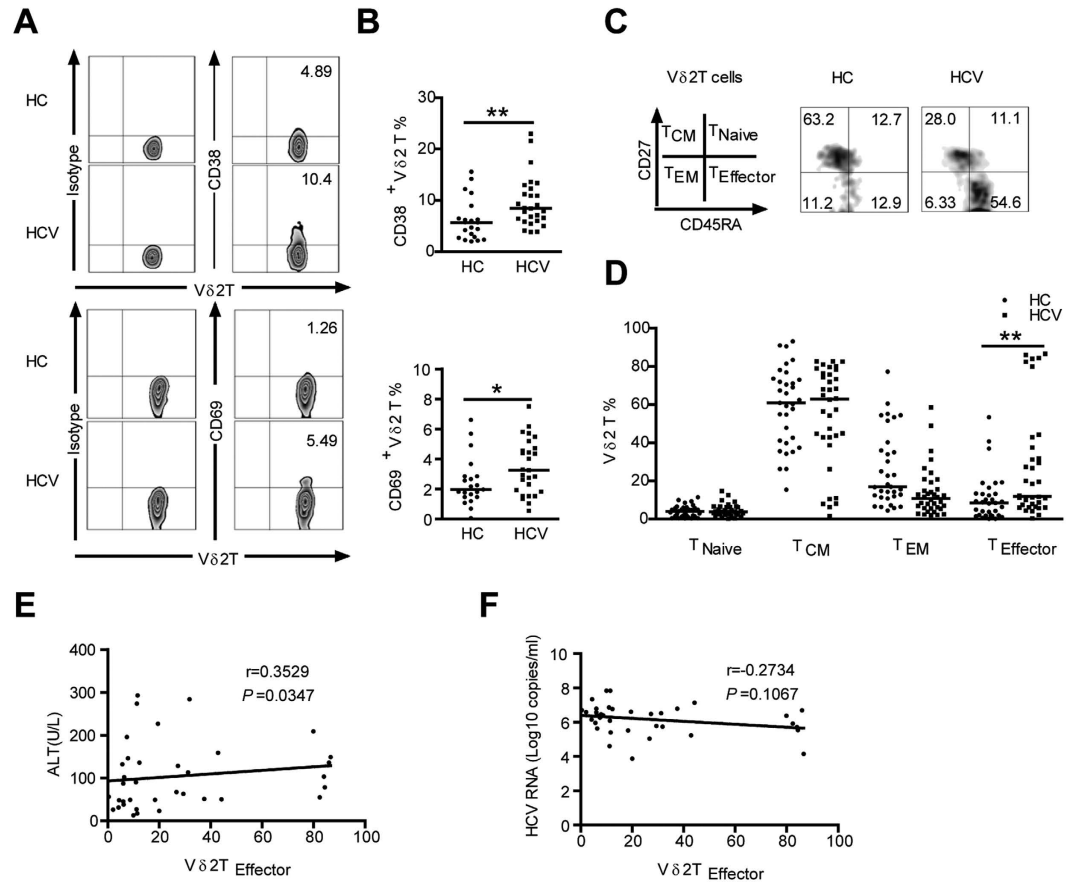 A
Isotype
HC
HCV
CD38
4.89
10.4
Vδ2T
Isotype
HC
HCV
CD69
1.26
5.49
Vδ2T
B
CD38 + Vδ2 T %
30
20
10
0
**
HC HCV
CD69 + Vδ2 T %
10
8
6
4
2
0
*
HC HCV
C
Vδ2T cells
CD27
TCM TNaive
TEM TEffector
CD45RA
HC
63.2 12.7
11.2 12.9
HCV
28.0 11.1
6.33 54.6
D
HC
HCV
**
Vδ2 T%
100
80
60
40
20
0
T Naive T CM T EM T Effector
E
ALT(U/L)
400
300
200
100
0
r=0.3529
P =0.0347
0 20 40 60 80 100
Vδ2T Effector
F
HCV RNA (Log10 copies/ml)
10
8
6
4
2
0
r=-0.2734
P =0.1067
0 20 40 60 80 100
Vδ2T Effector